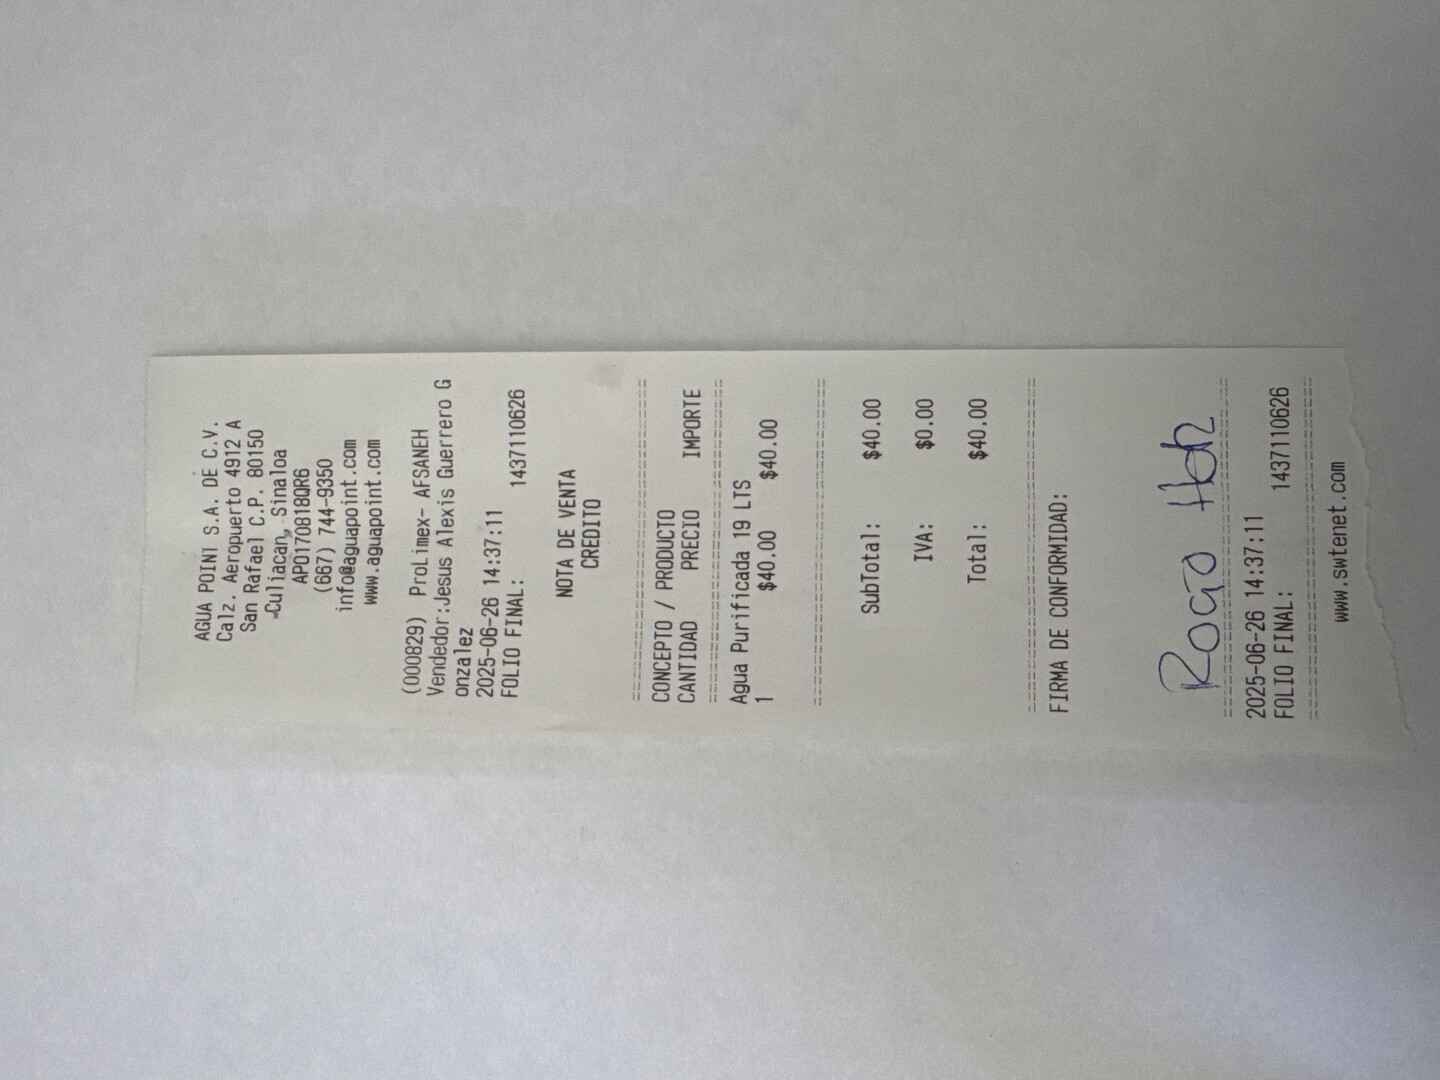 AGUA POINT S.A. DE C.V.
Calz. Aeropuerto 4912 A
San Rafael C.P. 80150
Culiacan, Sinaloa
APO170818QR6
(667) 744-9350
info@aguapoint.com
www.aguapoint.com
(000829) ProLimex- AFSANEH
Vendedor:Jesus Alexis Guerrero G
onzalez
2025-06-26 14:37:11
FOLIO FINAL: 1437110626
NOTA DE VENTA
CREDITO
CONCEPTO / PRODUCTO
CANTIDAD PRECIO IMPORTE
Agua Purificada 19 LTS
1 $40.00 $40.00
SubTotal: $40.00
IVA: $0.00
Total: $40.00
FIRMA DE CONFORMIDAD:
2025-06-26 14:37:11
FOLIO FINAL: 1437110626
www.swtenet.com